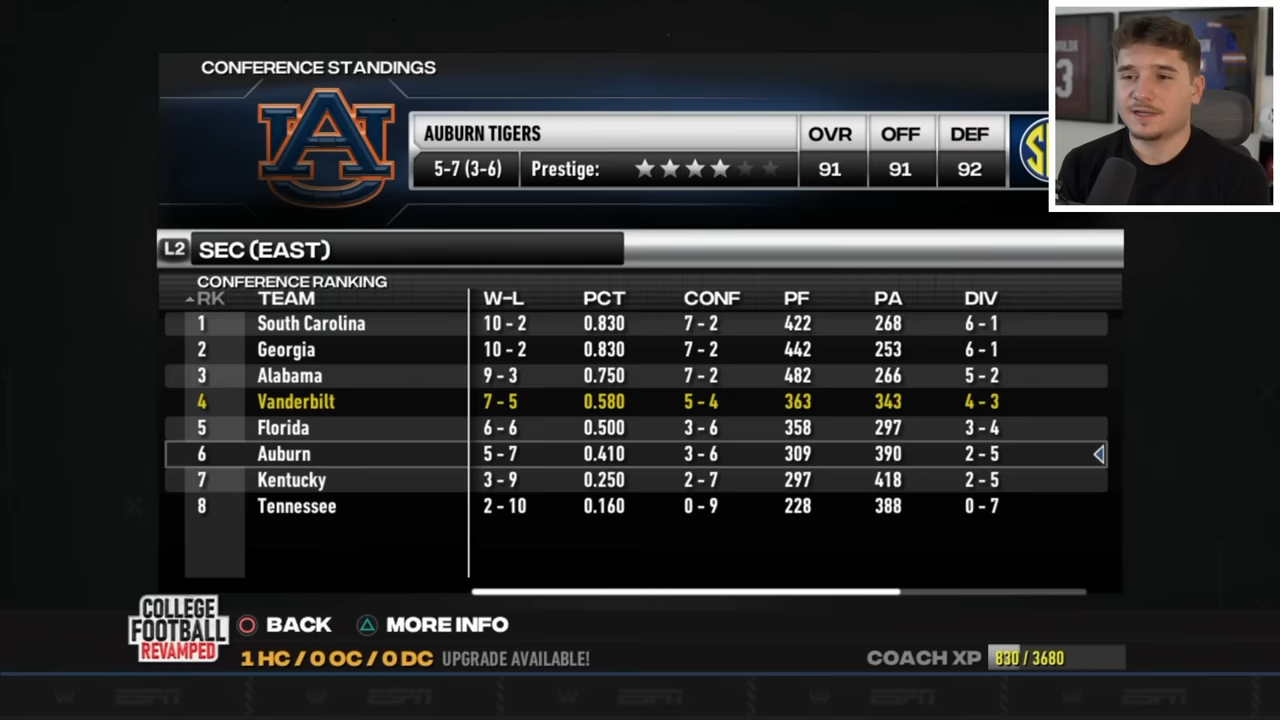 CONFERENCE STANDINGS
AUBURN TIGERS OVR OFF DEF
5-7 (3-6) Prestige: 91 91 92
L2 SEC (EAST)
CONFERENCE RANKING
RK TEAM W-L PCT CONF PF PA DIV
1 South Carolina 10 - 2 0.830 7 - 2 422 268 6 - 1
2 Georgia 10 - 2 0.830 7 - 2 442 253 6 - 1
3 Alabama 9 - 3 0.750 7 - 2 482 266 5 - 2
4 Vanderbilt 7 - 5 0.580 5 - 4 363 343 4 - 3
5 Florida 6 - 6 0.500 3 - 6 358 297 3 - 4
6 Auburn 5 - 7 0.410 3 - 6 309 390 2 - 5
7 Kentucky 3 - 9 0.250 2 - 7 297 418 2 - 5
8 Tennessee 2 - 10 0.160 0 - 9 228 388 0 - 7
COLLEGE
FOOTBALL
REVAMPED
BACK MORE INFO
1 HC / 0 OC / 0 DC UPGRADE AVAILABLE!
COACH XP 830 / 3680
ESPN ESPN ESPN ESPN ESPN